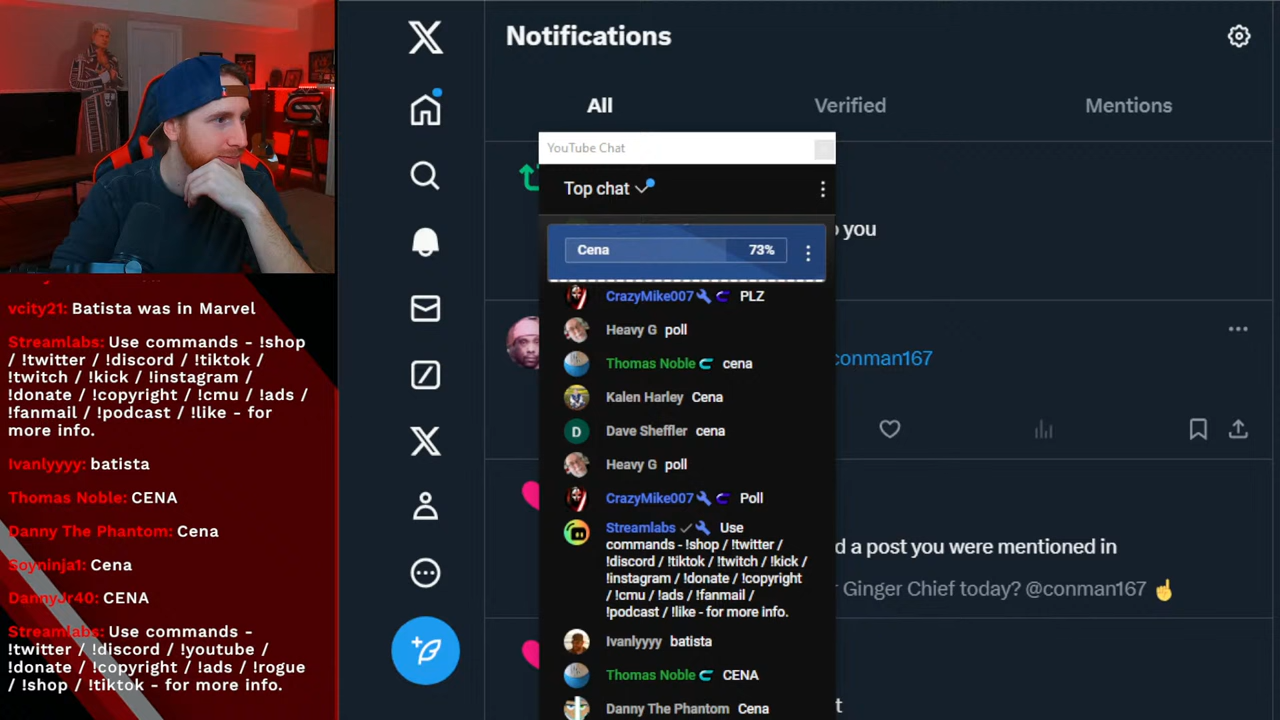 vcity21: Batista was in Marvel
Streamlabs: Use commands - !shop
/ !twitter / !discord / !tiktok /
!twitch / !kick / !instagram /
!donate / !copyright / !cmu / !ads /
!fanmail / !podcast / !like - for
more info.
Ivanlyyyy: batista
Thomas Noble: CENA
Danny The Phantom: Cena
Soyninja1: Cena
DannyJr40: CENA
Streamlabs: Use commands -
!twitter / !discord / !youtube /
!donate / !copyright / !ads / !rogue
/ !shop / !tiktok - for more info.
Notifications
All
Verified
Mentions
YouTube Chat
Top chat
Cena 73%
CrazyMike007 PLZ
Heavy G poll
Thomas Noble cena
Kalen Harley Cena
D Dave Sheffler cena
Heavy G poll
CrazyMike007 Poll
Streamlabs Use
commands - !shop / !twitter /
!discord / !tiktok / !twitch / !kick /
!instagram / !donate / !copyright
/ !cmu / !ads / !fanmail /
!podcast / !like - for more info.
Ivanlyyyy batista
Thomas Noble CENA
Danny The Phantom Cena
you
conman167
d a post you were mentioned in
Ginger Chief today? @conman167 ☝
t